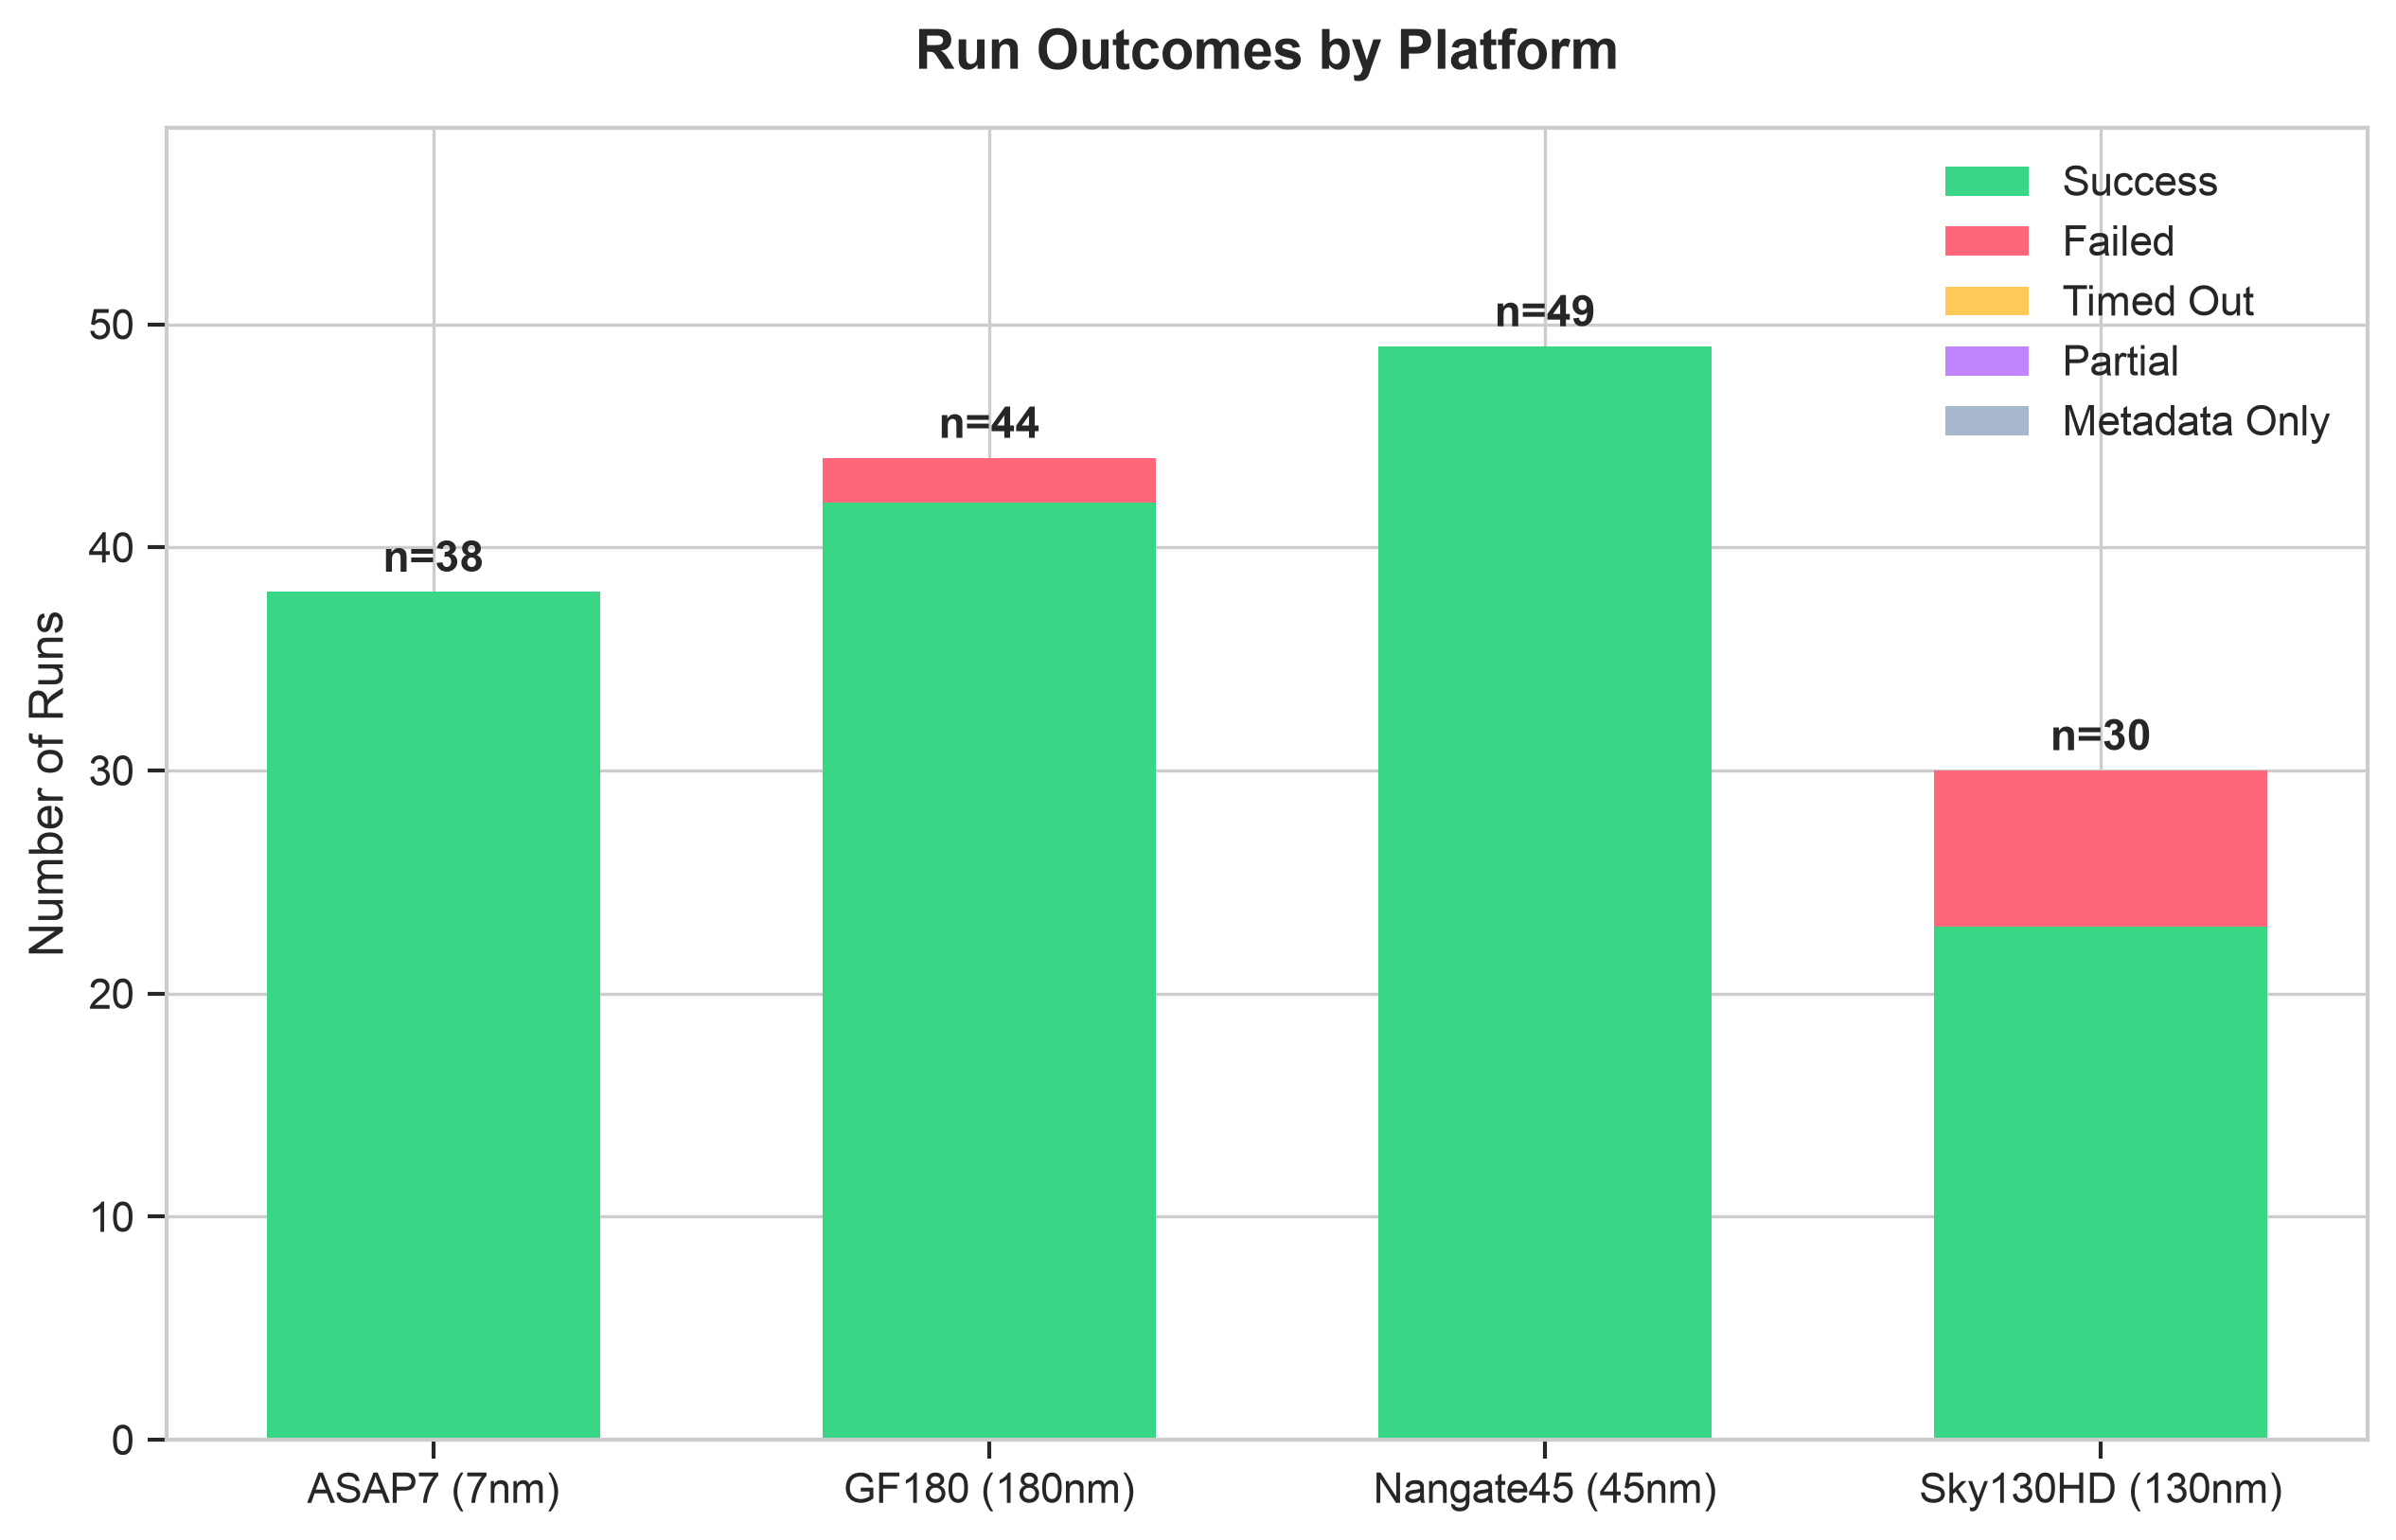 Run Outcomes by Platform
Success
Failed
Timed Out
Partial
Metadata Only
n=38
n=44
n=49
n=30
Number of Runs
50
40
30
20
10
0
ASAP7 (7nm)
GF180 (180nm)
Nangate45 (45nm)
Sky130HD (130nm)